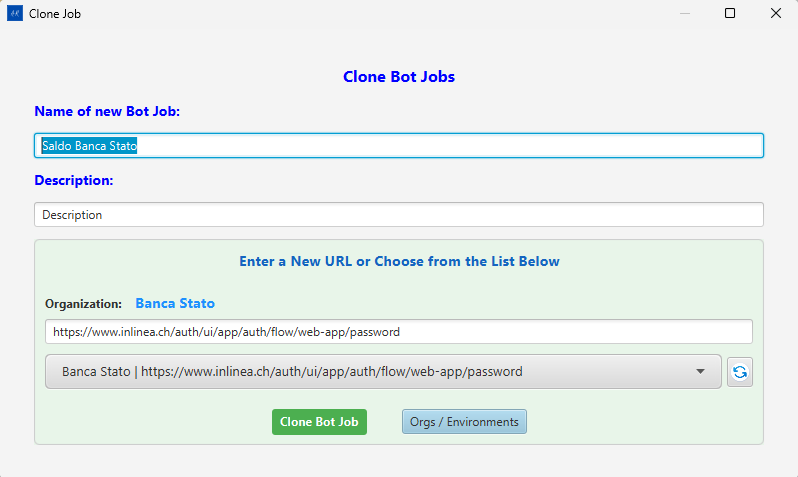 Clone Job
Clone Bot Jobs
Name of new Bot Job:
Saldo Banca Stato
Description:
Description
Enter a New URL or Choose from the List Below
Organization: Banca Stato
https://www.inlinea.ch/auth/ui/app/auth/flow/web-app/password
Banca Stato | https://www.inlinea.ch/auth/ui/app/auth/flow/web-app/password
Clone Bot Job Orgs / Environments